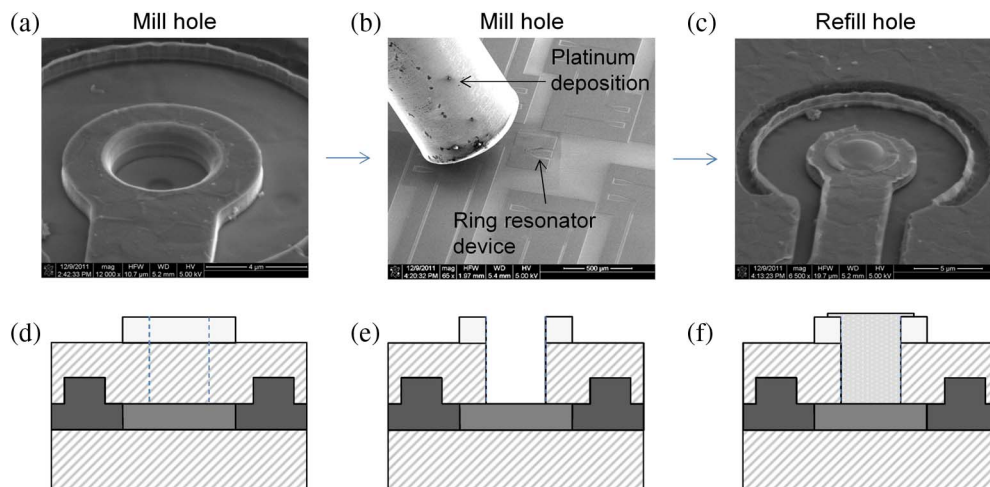 (a) Mill hole
(b) Mill hole
(c) Refill hole
Platinum
deposition
Ring resonator
device
12/9/2011 mag HFW WD HV
2:42:33 PM 12 000 x 10.7 µm 5.2 mm 5.00 kV
4 µm
12/9/2011 mag HFW WD HV
4:20:32 PM 65 x 1.97 mm 5.4 mm 5.00 kV
500 µm
12/9/2011 mag HFW WD HV
4:13:23 PM 6 500 x 19.7 µm 5.2 mm 5.00 kV
5 µm
(d)
(e)
(f)